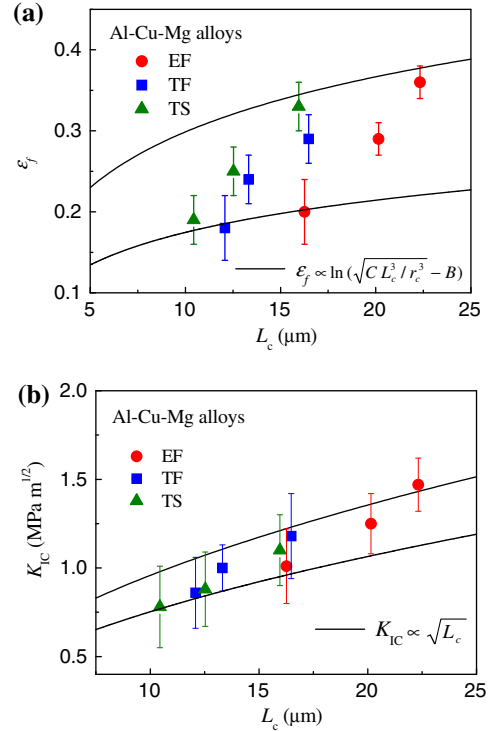 (a)
Al-Cu-Mg alloys
EF
TF
TS
0.4
0.3
0.2
0.1
ε_f
ε_f ∝ ln (√(C L_c^3 / r_c^3) − B)
5 10 15 20 25
L_c (μm)
(b)
Al-Cu-Mg alloys
EF
TF
TS
2.0
1.5
1.0
0.5
K_IC (MPa m^1/2)
K_IC ∝ √L_c
10 15 20 25
L_c (μm)